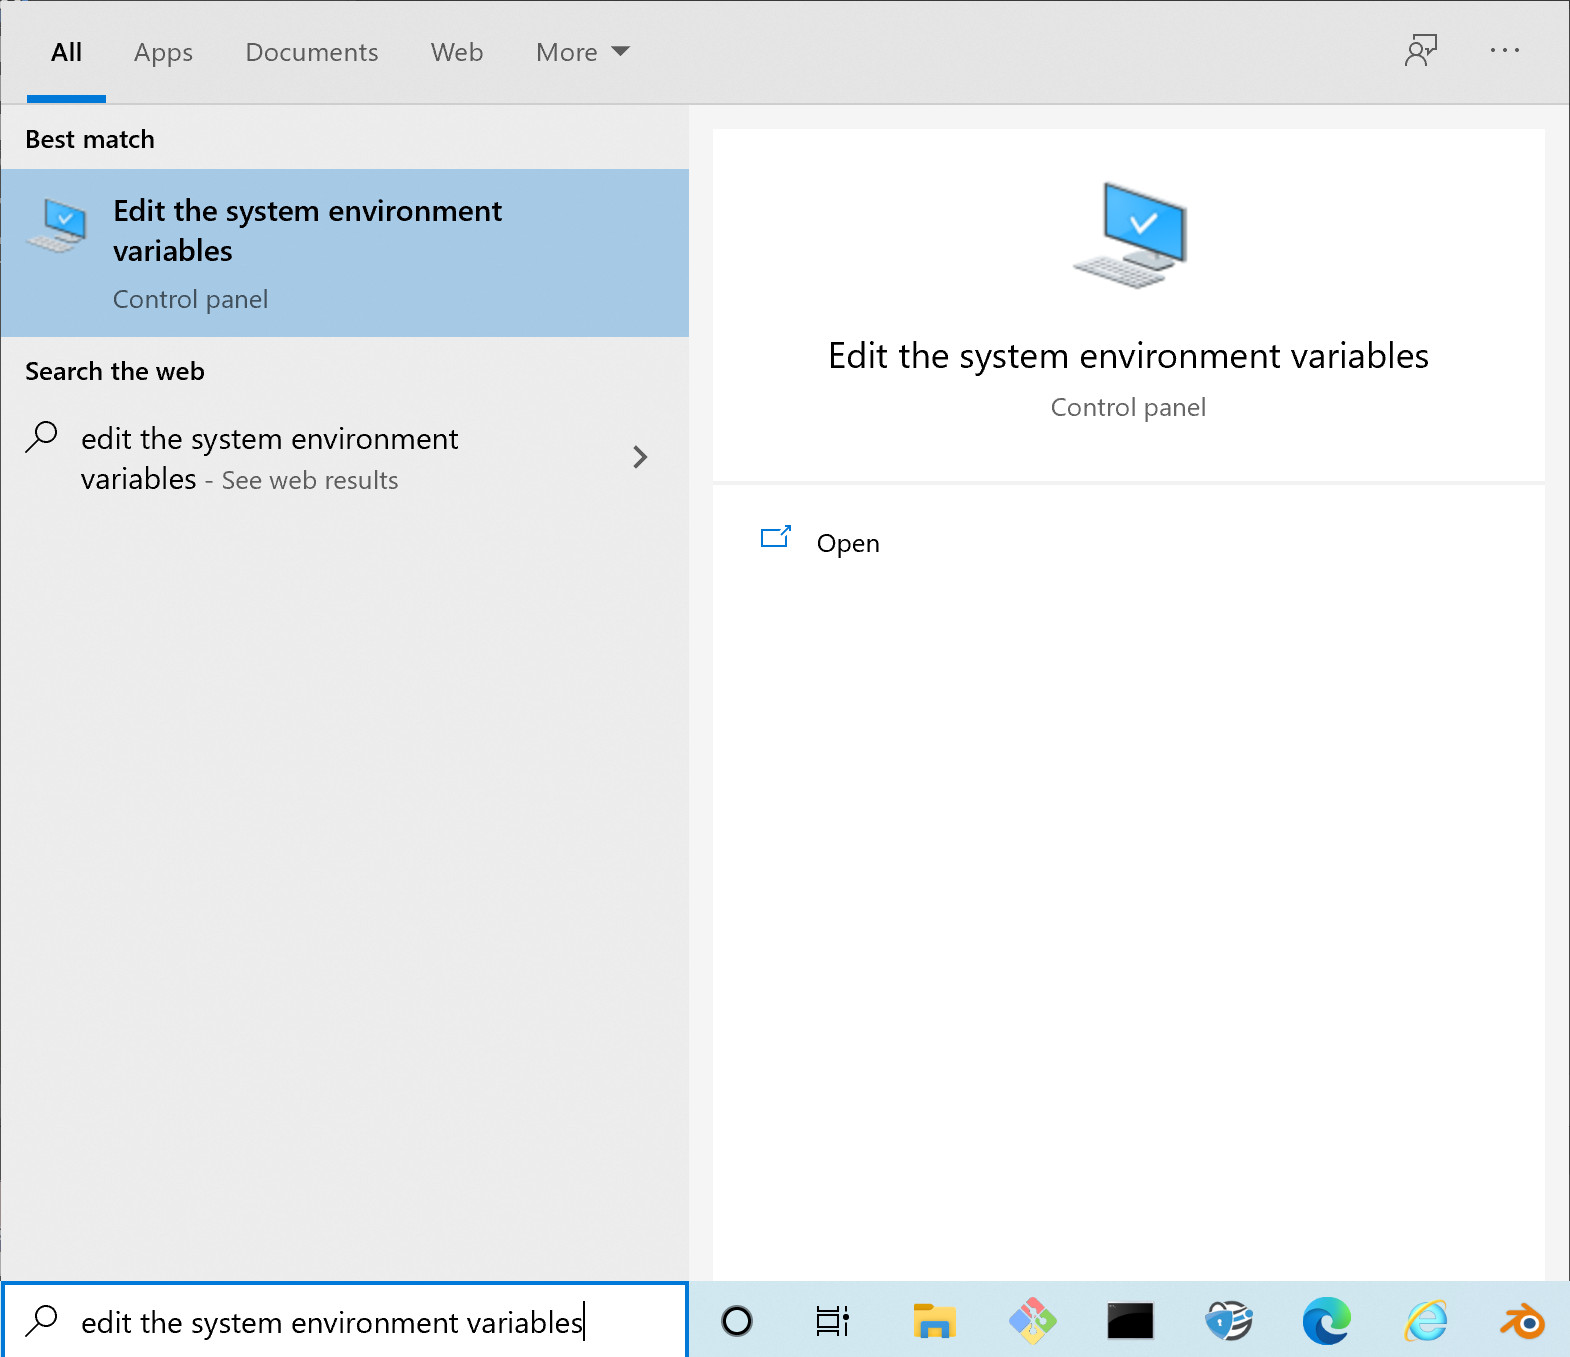 All Apps Documents Web More
Best match
Edit the system environment
variables
Control panel
Search the web
edit the system environment
variables - See web results
Edit the system environment variables
Control panel
Open
edit the system environment variables